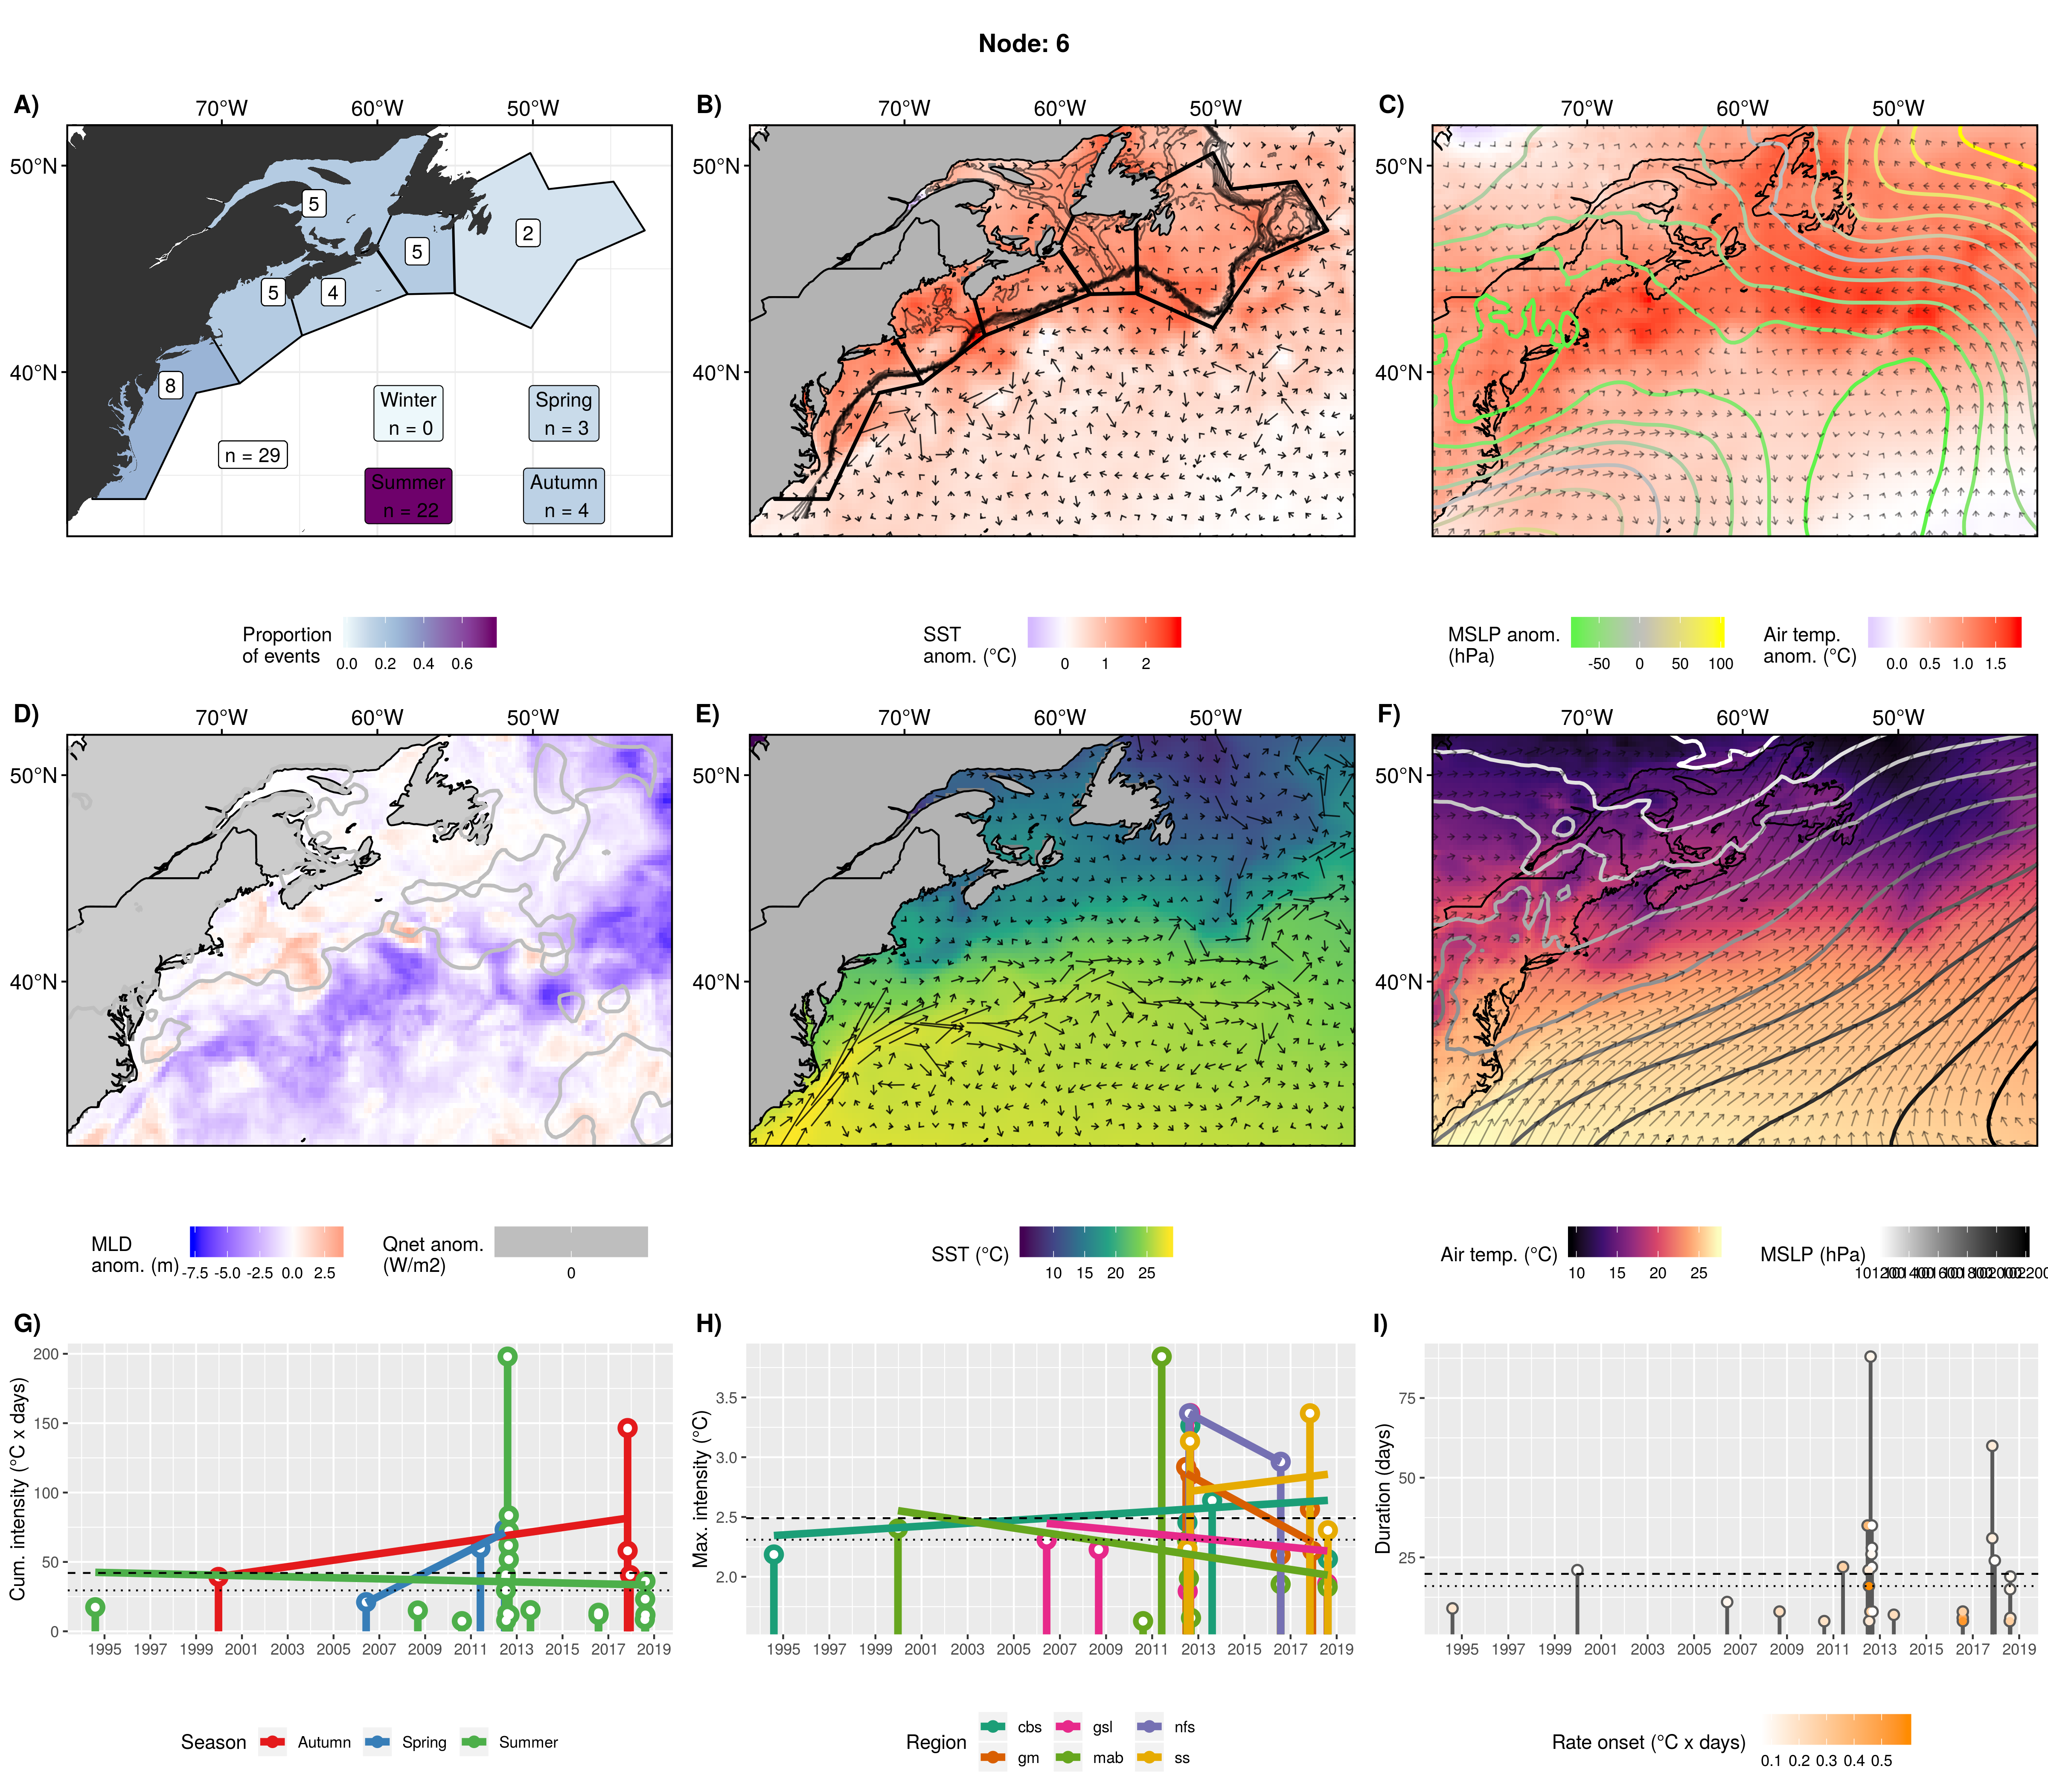 Node: 6
A)
70°W 60°W 50°W
50°N
40°N
5
5
2
5
4
8
n = 29
Winter
n = 0
Spring
n = 3
Summer
n = 22
Autumn
n = 4
Proportion
of events
0.0 0.2 0.4 0.6
B)
70°W 60°W 50°W
50°N
40°N
SST
anom. (°C)
0 1 2
C)
70°W 60°W 50°W
50°N
40°N
MSLP anom.
(hPa)
-50 0 50 100
Air temp.
anom. (°C)
0.0 0.5 1.0 1.5
D)
70°W 60°W 50°W
50°N
40°N
MLD
anom. (m)
-7.5 -5.0 -2.5 0.0 2.5
Qnet anom.
(W/m2)
0
E)
70°W 60°W 50°W
50°N
40°N
SST (°C)
10 15 20 25
F)
70°W 60°W 50°W
50°N
40°N
Air temp. (°C)
10 15 20 25
MSLP (hPa)
G)
Cum. intensity (°C x days)
200
150
100
50
0
1995 1997 1999 2001 2003 2005 2007 2009 2011 2013 2015 2017 2019
Season
Autumn
Spring
Summer
H)
Max. intensity (°C)
3.5
3.0
2.5
2.0
1995 1997 1999 2001 2003 2005 2007 2009 2011 2013 2015 2017 2019
Region
cbs
gsl
nfs
gm
mab
ss
I)
Duration (days)
75
50
25
1995 1997 1999 2001 2003 2005 2007 2009 2011 2013 2015 2017 2019
Rate onset (°C x days)
0.1 0.2 0.3 0.4 0.5